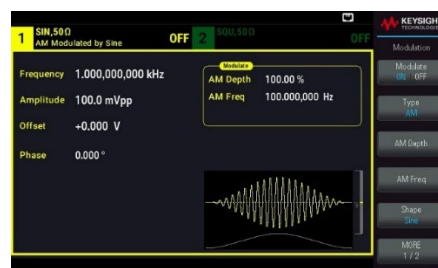 KEYSIGH
TECHNOLOGI
1 SIN,50Ω OFF 2 SQU,50Ω OFF
AM Modulated by Sine
Modulation
Frequency 1.000,000,000 kHz
Amplitude 100.0 mVpp
Offset +0.000 V
Phase 0.000°
Modulate
AM Depth 100.00 %
AM Freq 100.000,000 Hz
Modulate
ON OFF
Type
AM
AM Depth
AM Freq
Shape
Sine
MORE
1 / 2